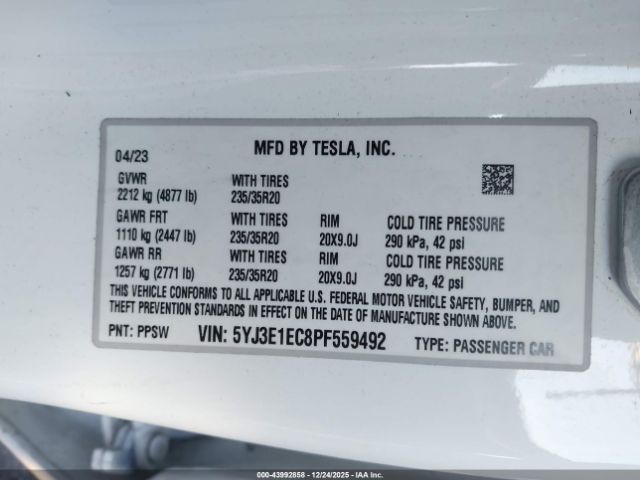 04/23 MFD BY TESLA, INC.
GVWR WITH TIRES
2212 kg (4877 lb) 235/35R20
GAWR FRT WITH TIRES RIM COLD TIRE PRESSURE
1110 kg (2447 lb) 235/35R20 20X9.0J 290 kPa, 42 psi
GAWR RR WITH TIRES RIM COLD TIRE PRESSURE
1257 kg (2771 lb) 235/35R20 20X9.0J 290 kPa, 42 psi
THIS VEHICLE CONFORMS TO ALL APPLICABLE U.S. FEDERAL MOTOR VEHICLE SAFETY, BUMPER, AND
THEFT PREVENTION STANDARDS IN EFFECT ON THE DATE OF MANUFACTURE SHOWN ABOVE.
PNT: PPSW VIN: 5YJ3E1EC8PF559492 TYPE: PASSENGER CAR
000-43992858 • 12/24/2025 • IAAI.COM